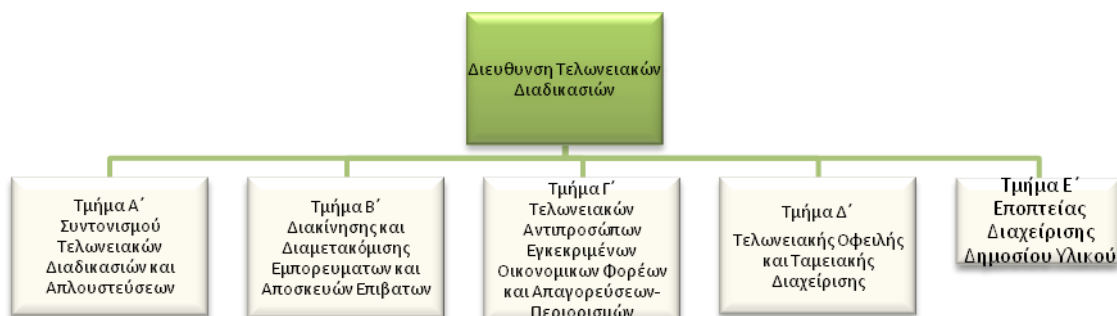 Διευθυνση Τελωνειακών
Διαδικασιών
Τμήμα Α΄
Συντονισμού
Τελωνειακών
Διαδικασιών και
Απλουστεύσεων
Τμήμα Β΄
Διακίνησης και
Διαμετακόμισης
Εμπορευματων και
Αποσκευών Επιβατων
Τμήμα Γ΄
Τελωνειακών
Αντιπροσώπων
Εγκεκριμένων
Οικονομικων Φορέων
και Απαγορεύσεων-
Περιορισμών
Τμήμα Δ΄
Τελωνειακής Οφειλής
και Ταμειακής
Διαχείρισης
Τμήμα Ε΄
Εποπτείας
Διαχείρισης
Δημοσίου Υλικού